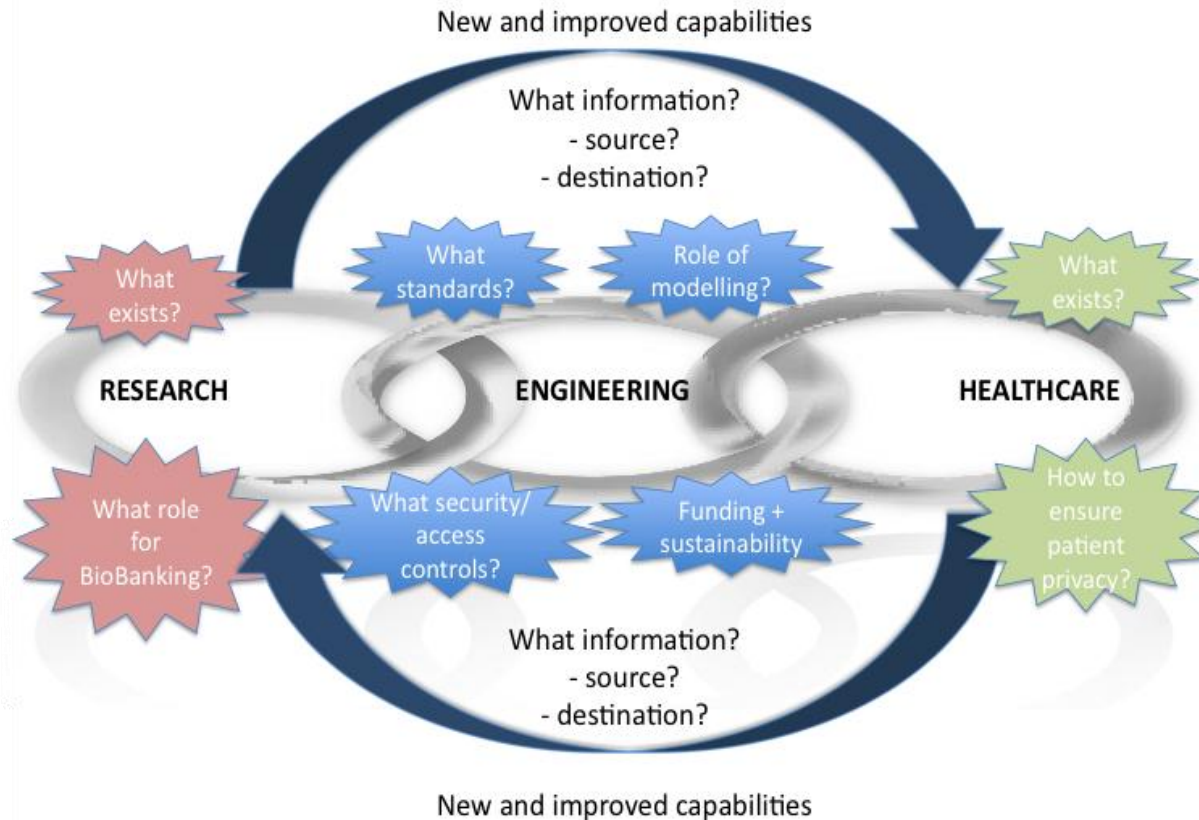 New and improved capabilities
What information?
- source?
- destination?
What
exists?
What
standards?
Role of
modelling?
What
exists?
RESEARCH
ENGINEERING
HEALTHCARE
What role
for
BioBanking?
What security/
access
controls?
Funding +
sustainability
How to
ensure
patient
privacy?
What information?
- source?
- destination?
New and improved capabilities